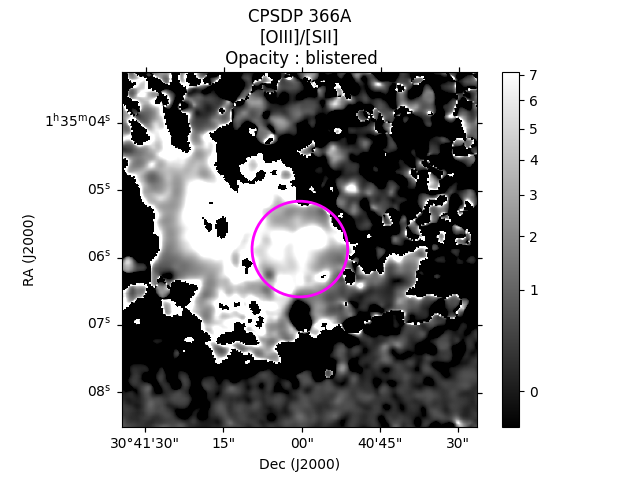 CPSDP 366A
[OIII]/[SII]
Opacity : blistered
1ʰ35ᵐ04ˢ
05ˢ
06ˢ
07ˢ
08ˢ
RA (J2000)
30°41'30" 15" 00" 40'45" 30"
Dec (J2000)
7
6
5
4
3
2
1
0